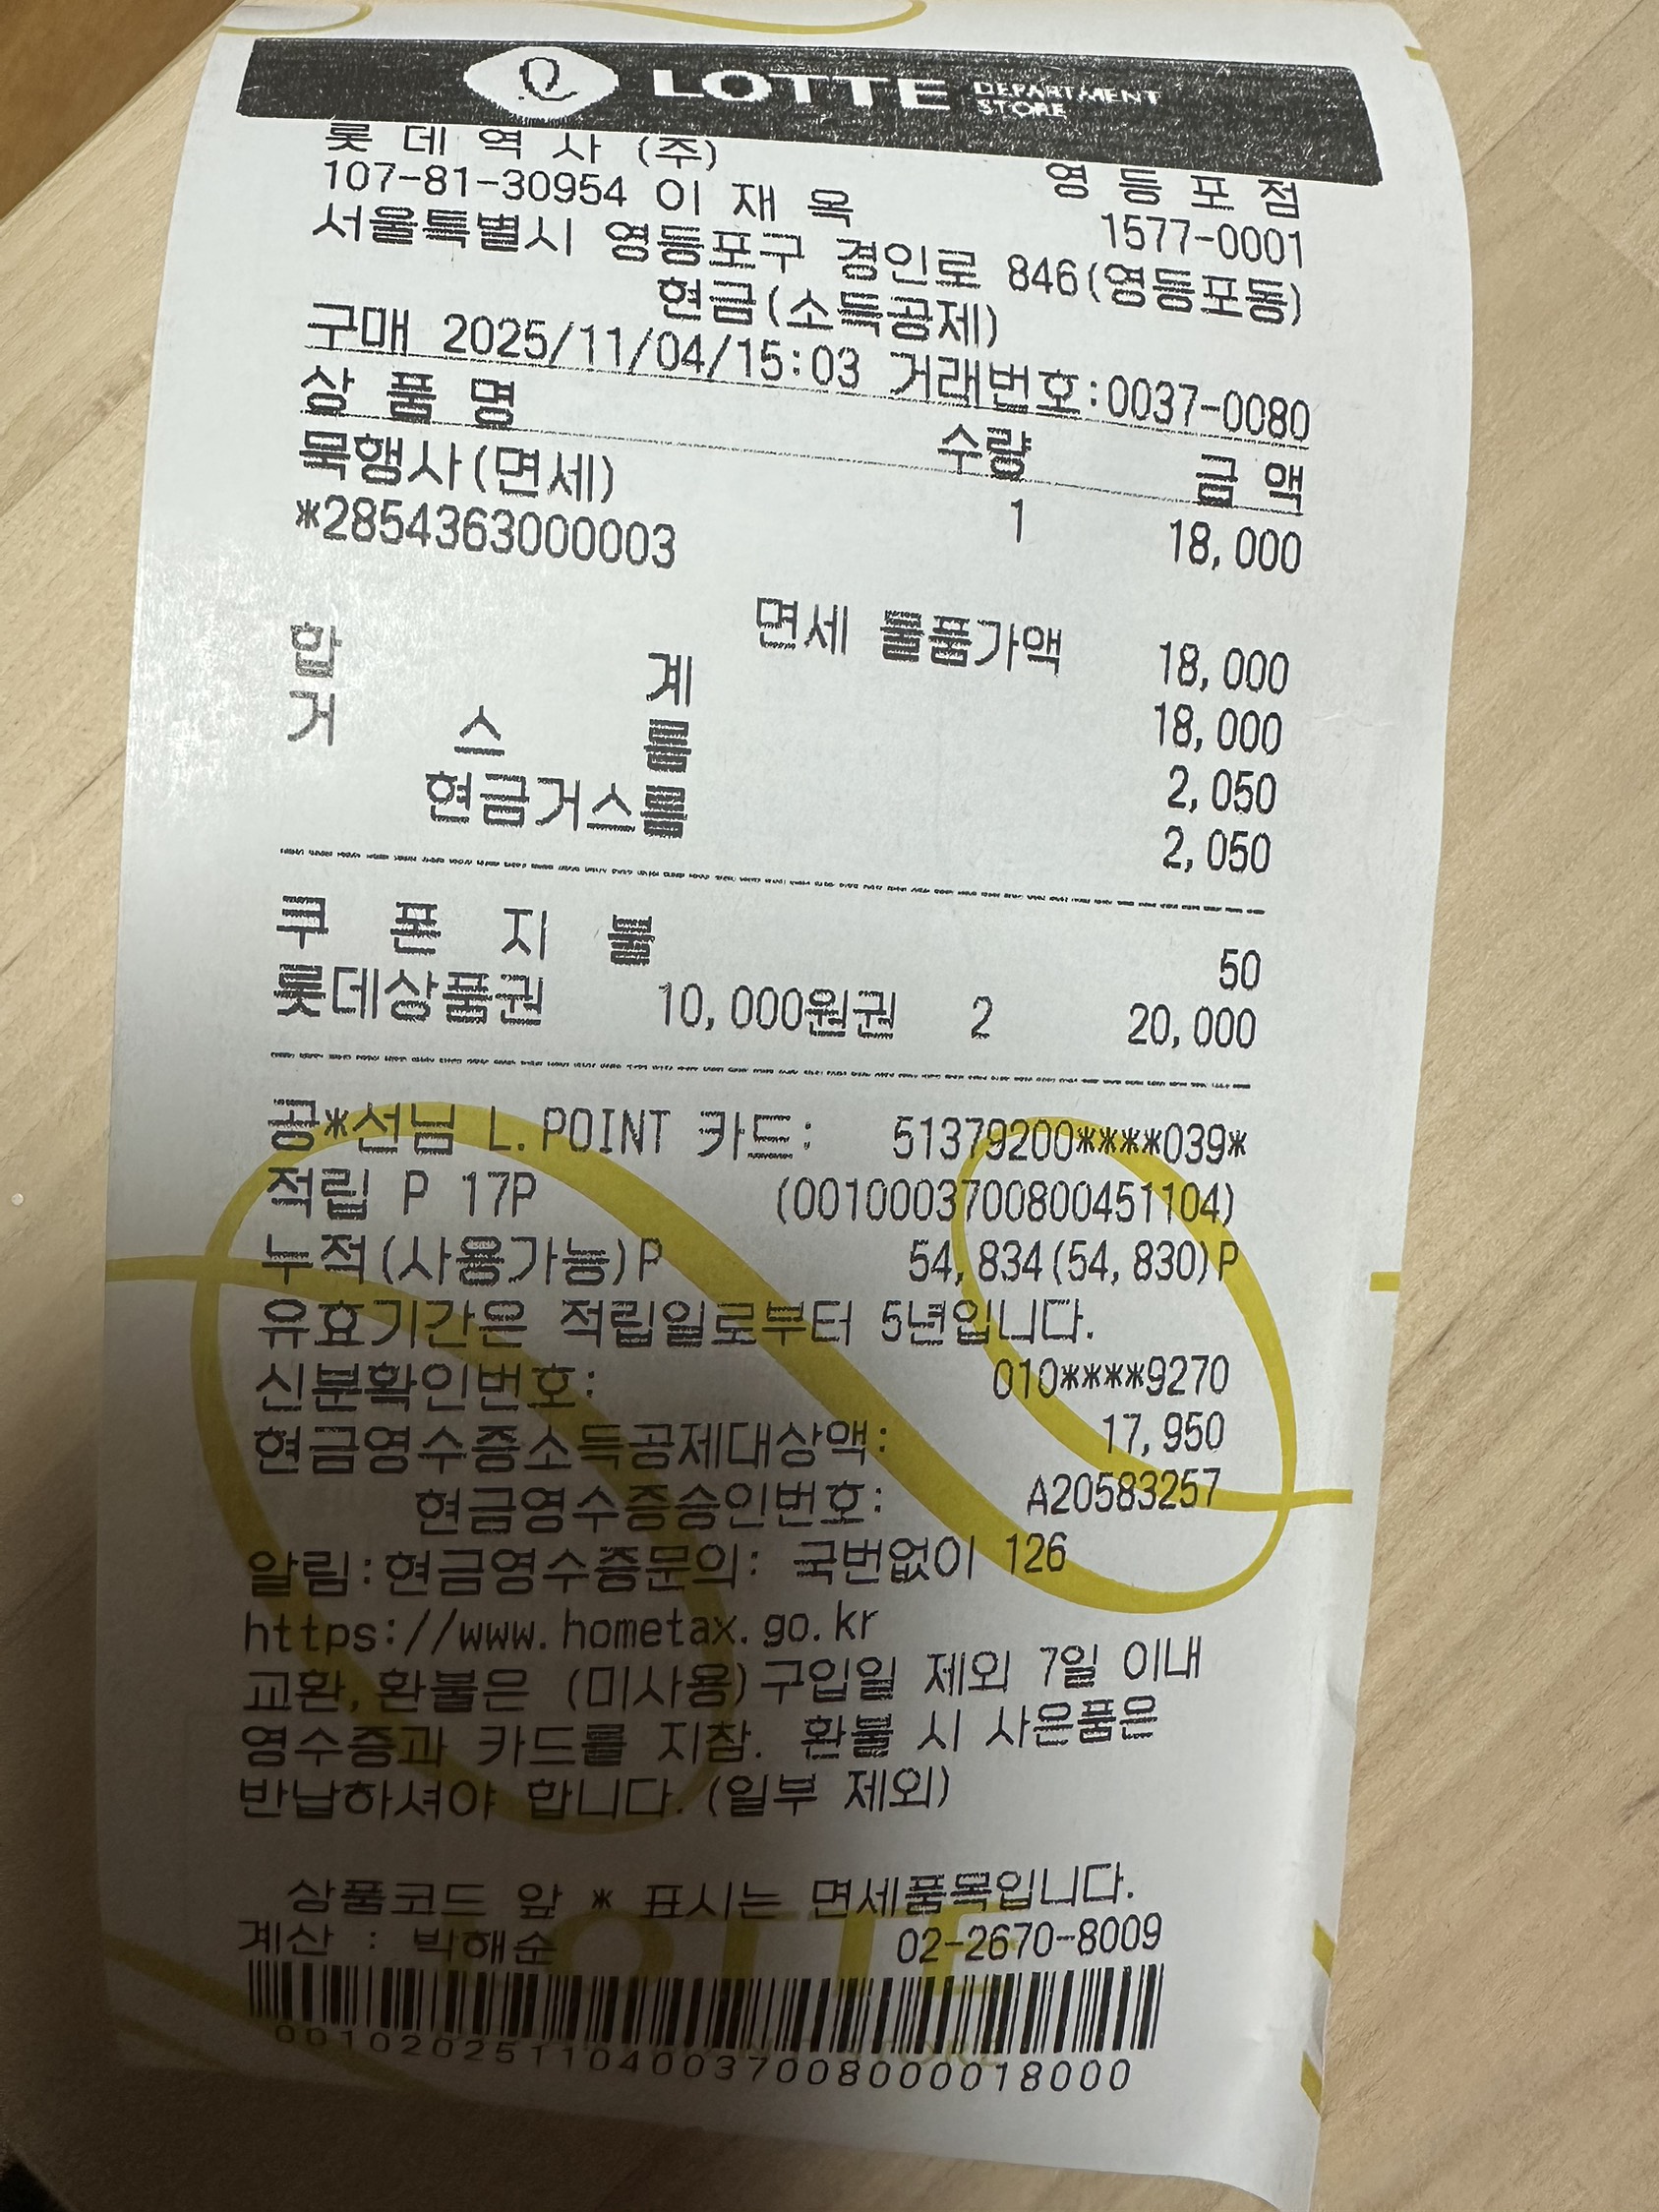 LOTTE DEPARTMENT STORE
롯데역사(주) 영등포점
107-81-30954 이재옥 1577-0001
서울특별시 영등포구 경인로 846(영등포동)
현금(소득공제)
구매 2025/11/04/15:03 거래번호:0037-0080
상품명 수량 금액
묵행사(면세) 1 18,000
*2854363000003
면세 물품가액 18,000
합계 18,000
거스름 2,050
현금거스름 2,050
쿠폰지불 50
롯데상품권 10,000원권 2 20,000
공*선님 L.POINT 카드: 51379200****039*
적립 P 17P (0010003700800451104)
누적(사용가능)P 54,834(54,830)P
유효기간은 적립일로부터 5년입니다.
신분확인번호: 010****9270
현금영수증소득공제대상액: 17,950
현금영수증승인번호: A20583257
알림:현금영수증문의: 국번없이 126
https://www.hometax.go.kr
교환,환불은 (미사용)구입일 제외 7일 이내
영수증과 카드를 지참. 환불 시 사은품은
반납하셔야 합니다.(일부 제외)
상품코드 앞 * 표시는 면세품목입니다.
계산 : 박해순 02-2670-8009
001020251104003700800018000